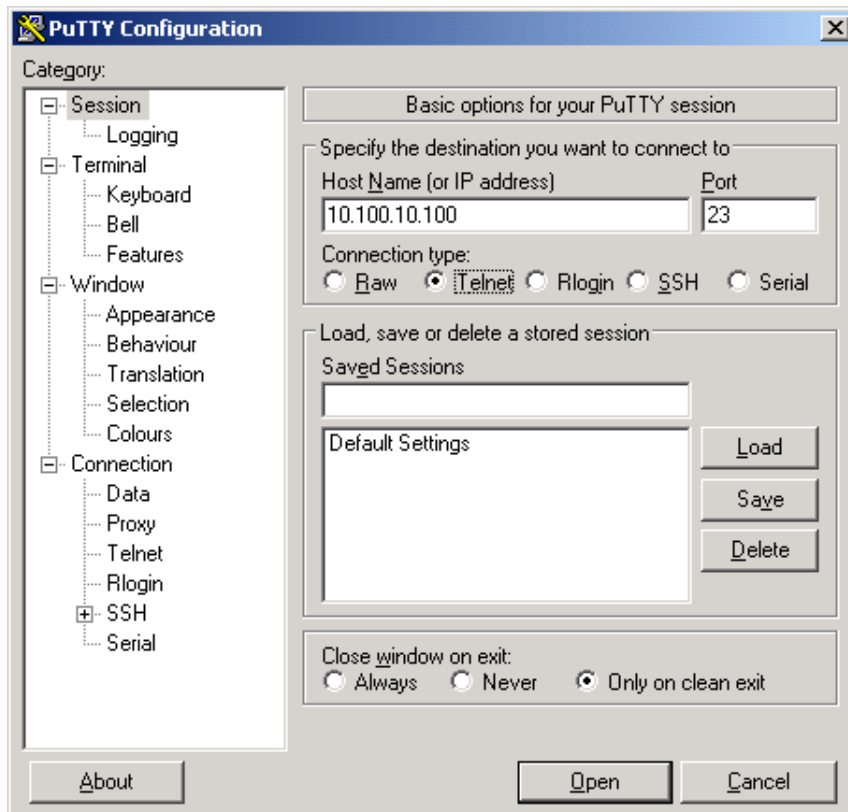 PuTTY Configuration
Category:
Session
Logging
Terminal
Keyboard
Bell
Features
Window
Appearance
Behaviour
Translation
Selection
Colours
Connection
Data
Proxy
Telnet
Rlogin
SSH
Serial
Basic options for your PuTTY session
Specify the destination you want to connect to
Host Name (or IP address) Port
10.100.10.100 23
Connection type:
Raw Telnet Rlogin SSH Serial
Load, save or delete a stored session
Saved Sessions
Default Settings
Load
Save
Delete
Close window on exit:
Always Never Only on clean exit
About Open Cancel